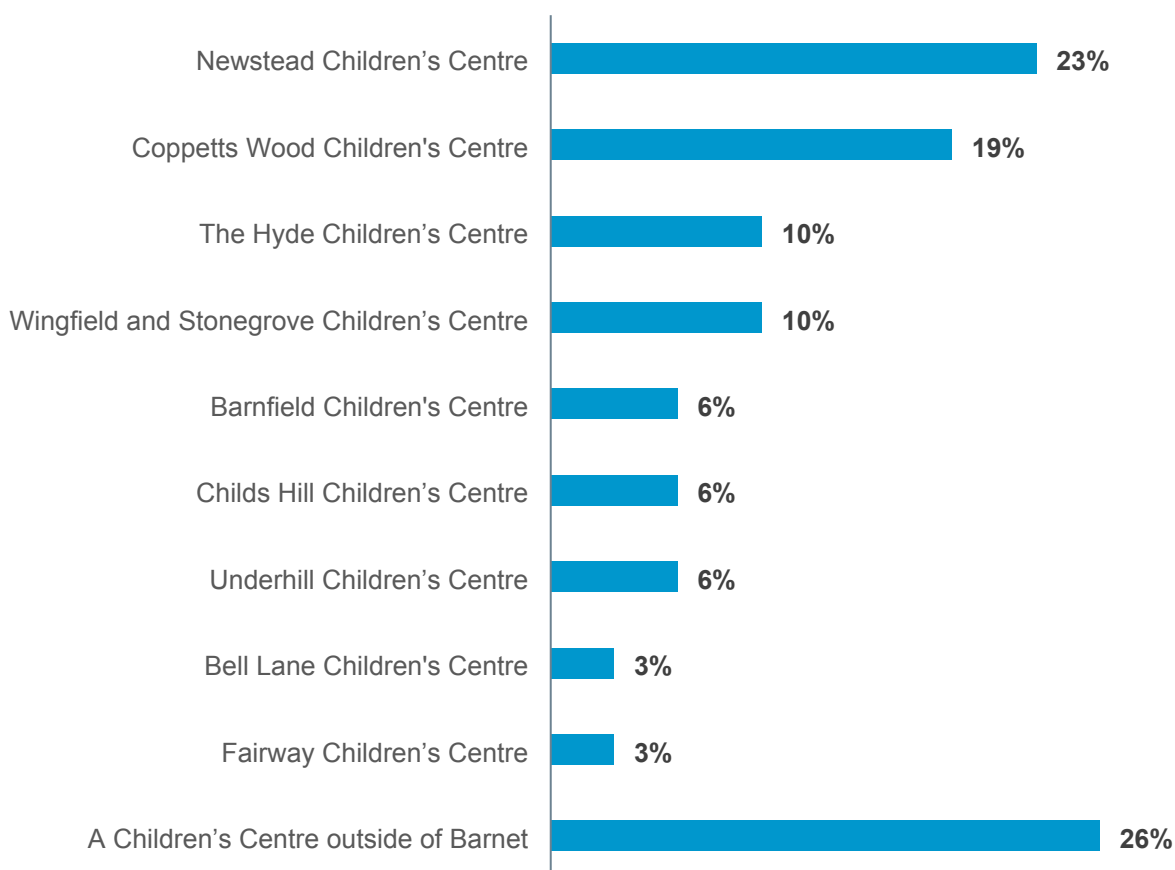 Newstead Children’s Centre 23%
Coppetts Wood Children's Centre 19%
The Hyde Children’s Centre 10%
Wingfield and Stonegrove Children’s Centre 10%
Barnfield Children's Centre 6%
Childs Hill Children’s Centre 6%
Underhill Children’s Centre 6%
Bell Lane Children's Centre 3%
Fairway Children’s Centre 3%
A Children’s Centre outside of Barnet 26%